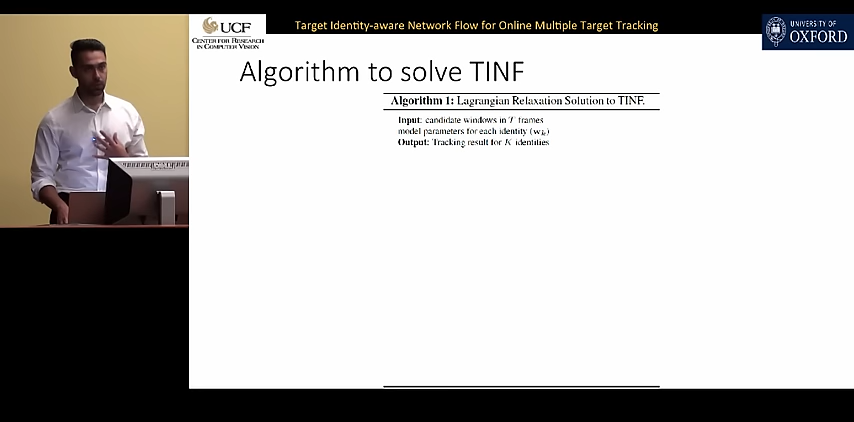 UCF
CENTER FOR RESEARCH
IN COMPUTER VISION
Target Identity-aware Network Flow for Online Multiple Target Tracking
UNIVERSITY OF
OXFORD
Algorithm to solve TINF
Algorithm 1: Lagrangian Relaxation Solution to TINF.
Input: candidate windows in T frames
model parameters for each identity (wₖ)
Output: Tracking result for K identities